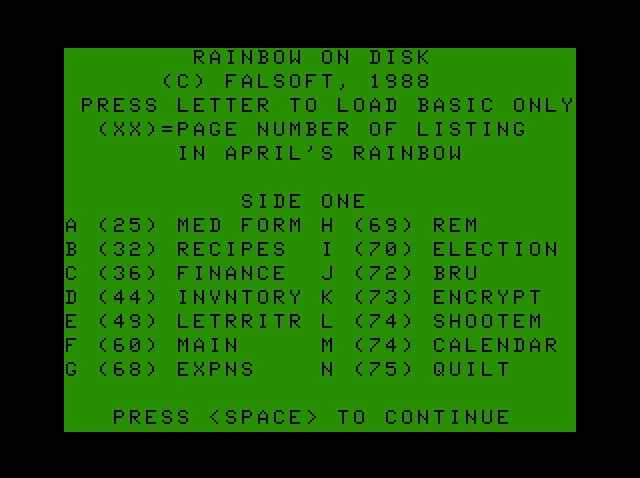 RAINBOW ON DISK
(C) FALSOFT, 1988
PRESS LETTER TO LOAD BASIC ONLY
(XX)=PAGE NUMBER OF LISTING
IN APRIL'S RAINBOW
SIDE ONE
A (25) MED FORM H (69) REM
B (32) RECIPES I (70) ELECTION
C (36) FINANCE J (72) BRU
D (44) INVNTORY K (73) ENCRYPT
E (49) LETRRITR L (74) SHOOTEM
F (60) MAIN M (74) CALENDAR
G (68) EXPNS N (75) QUILT
PRESS <SPACE> TO CONTINUE